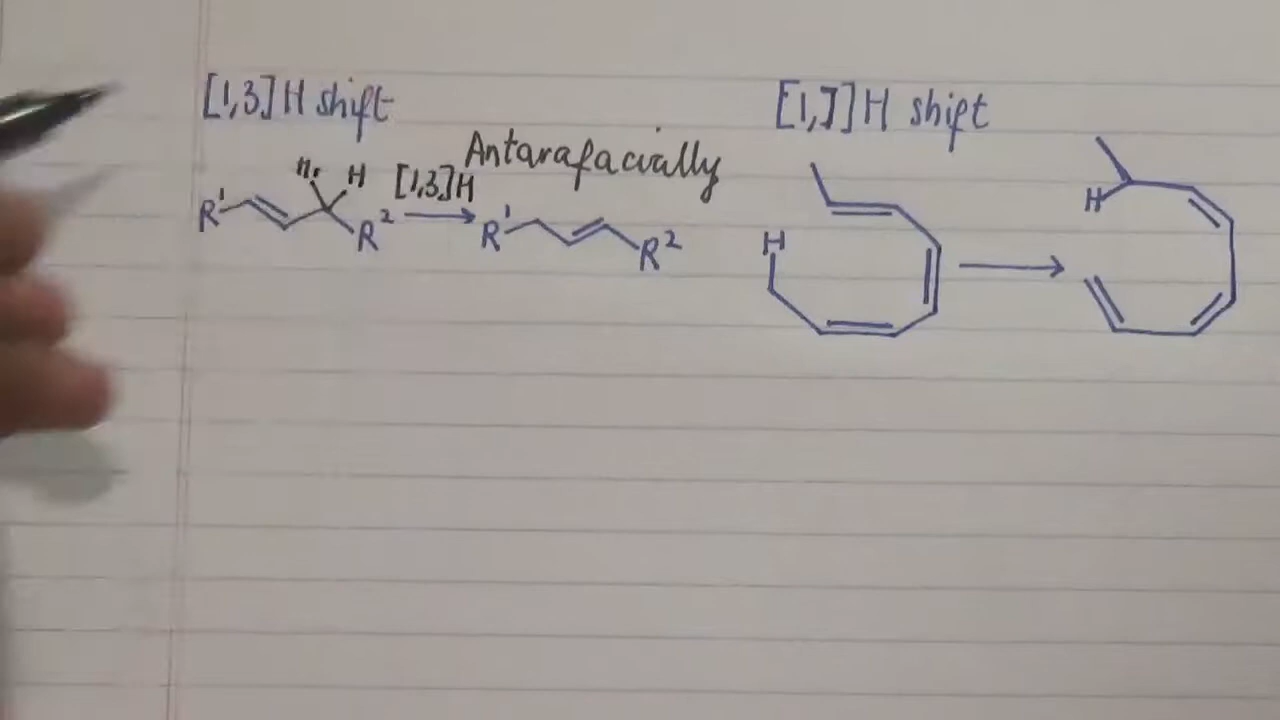 [1,3] H shift
Antarafacially
H H [1,3] H
R¹ R² R¹ R²
[1,7] H shift
H
H